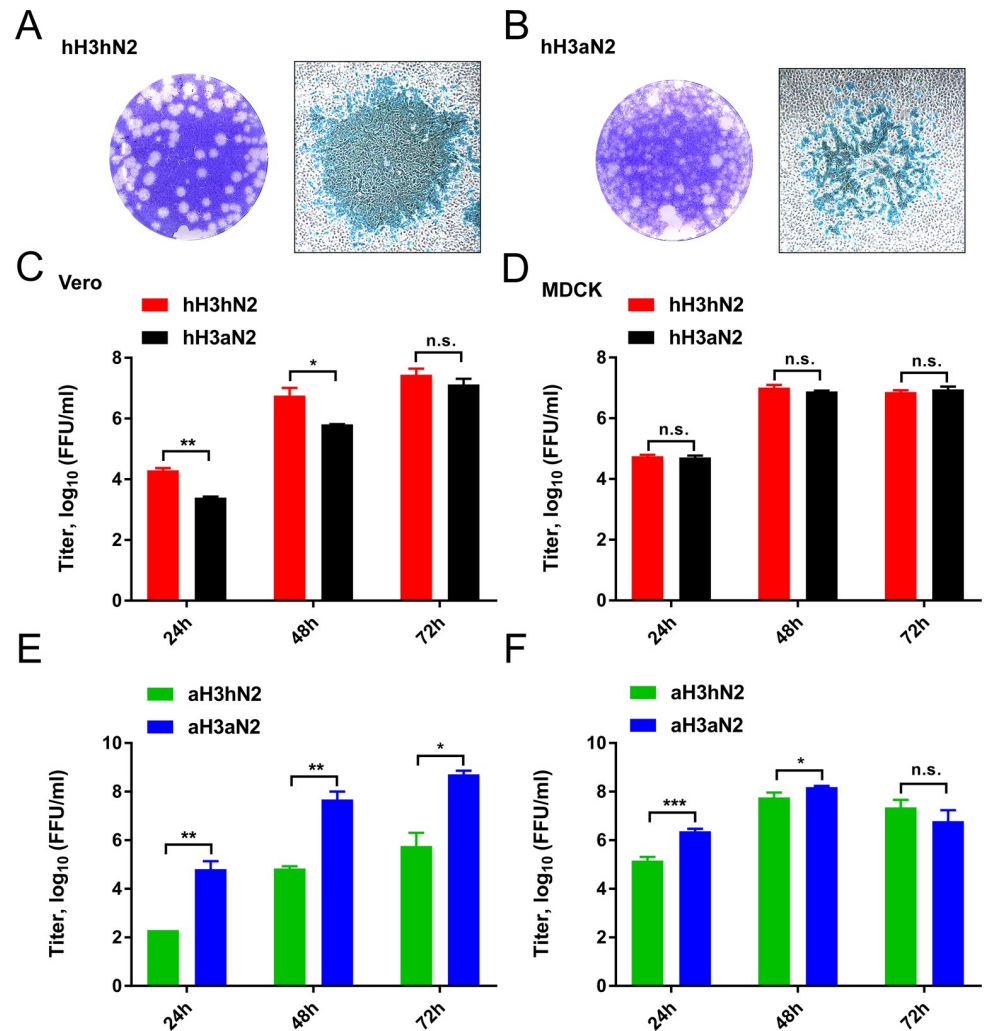 A
hH3hN2
B
hH3aN2
C
Vero
hH3hN2
hH3aN2
Titer, log10 (FFU/ml)
8
6
4
2
0
**
*
n.s.
24h
48h
72h
D
MDCK
hH3hN2
hH3aN2
Titer, log10 (FFU/ml)
8
6
4
2
0
n.s.
n.s.
n.s.
24h
48h
72h
E
aH3hN2
aH3aN2
Titer, log10 (FFU/ml)
10
8
6
4
2
0
**
**
*
24h
48h
72h
F
aH3hN2
aH3aN2
Titer, log10 (FFU/ml)
10
8
6
4
2
0
***
*
n.s.
24h
48h
72h